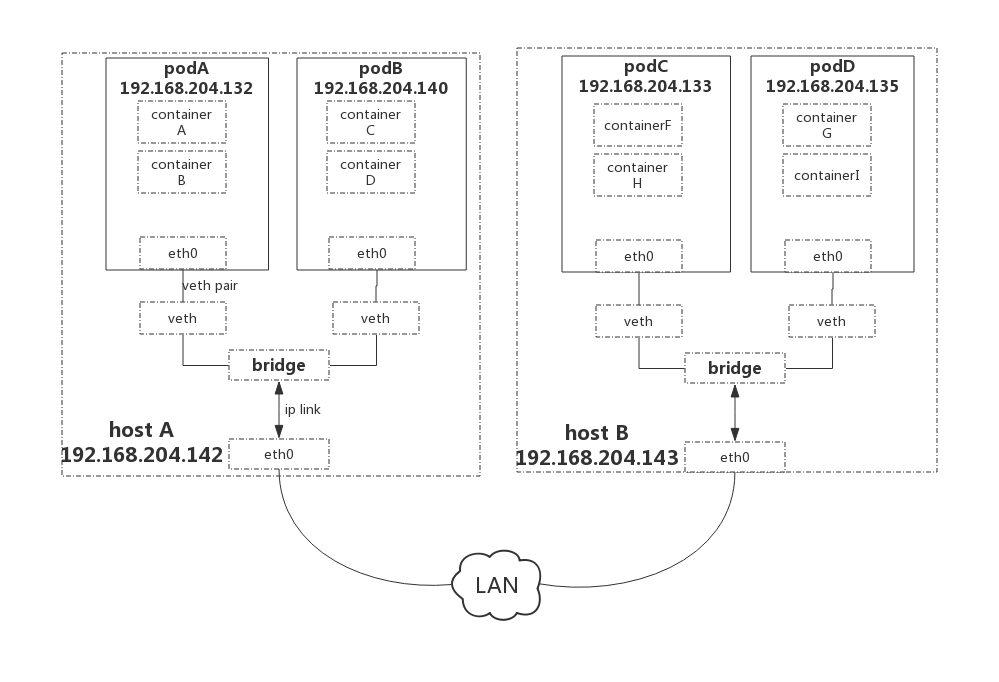 podA
192.168.204.132
container
A
container
B
eth0
veth pair
veth
podB
192.168.204.140
container
C
container
D
eth0
veth
bridge
ip link
host A
192.168.204.142
eth0
podC
192.168.204.133
containerF
container
H
eth0
veth
podD
192.168.204.135
container
G
containerI
eth0
veth
bridge
host B
192.168.204.143
eth0
LAN